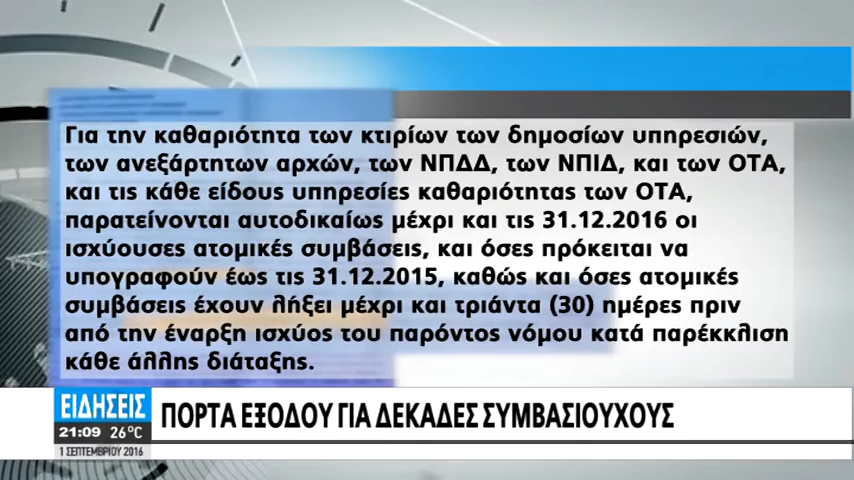 Για την καθαριότητα των κτιρίων των δημοσίων υπηρεσιών,
των ανεξάρτητων αρχών, των ΝΠΔΔ, των ΝΠΙΔ, και των ΟΤΑ,
και τις κάθε είδους υπηρεσίες καθαριότητας των ΟΤΑ,
παρατείνονται αυτοδικαίως μέχρι και τις 31.12.2016 οι
ισχύουσες ατομικές συμβάσεις, και όσες πρόκειται να
υπογραφούν έως τις 31.12.2015, καθώς και όσες ατομικές
συμβάσεις έχουν λήξει μέχρι και τριάντα (30) ημέρες πριν
από την έναρξη ισχύος του παρόντος νόμου κατά παρέκκλιση
κάθε άλλης διάταξης.
ΕΙΔΗΣΕΙΣ
ΠΟΡΤΑ ΕΞΟΔΟΥ ΓΙΑ ΔΕΚΑΔΕΣ ΣΥΜΒΑΣΙΟΥΧΟΥΣ
21:09 26°C
1 ΣΕΠΤΕΜΒΡΙΟΥ 2016